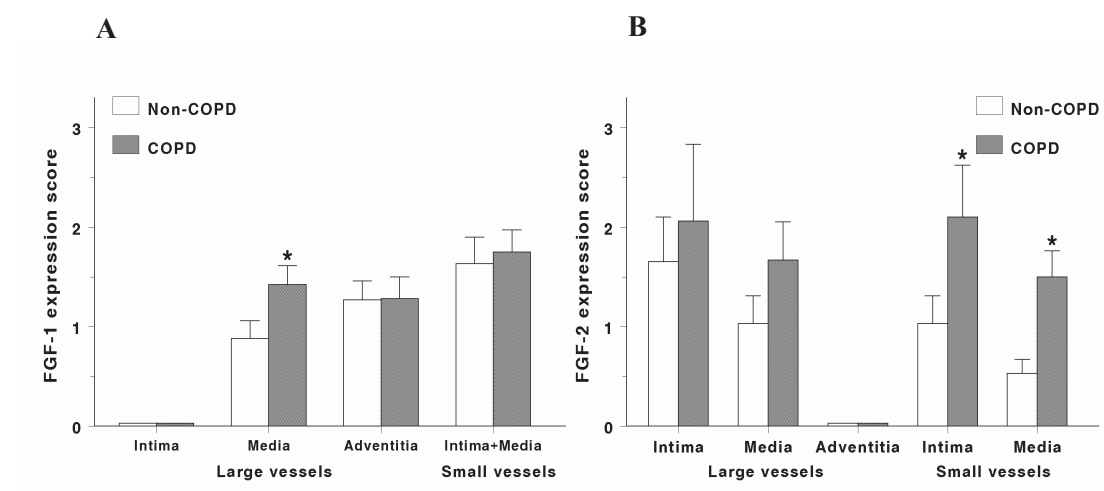 A
Non-COPD
COPD
FGF-1 expression score
3
2
1
0
*
Intima Media Adventitia Intima+Media
Large vessels Small vessels
B
Non-COPD
COPD
FGF-2 expression score
3
2
1
0
*
*
Intima Media Adventitia Intima Media
Large vessels Small vessels